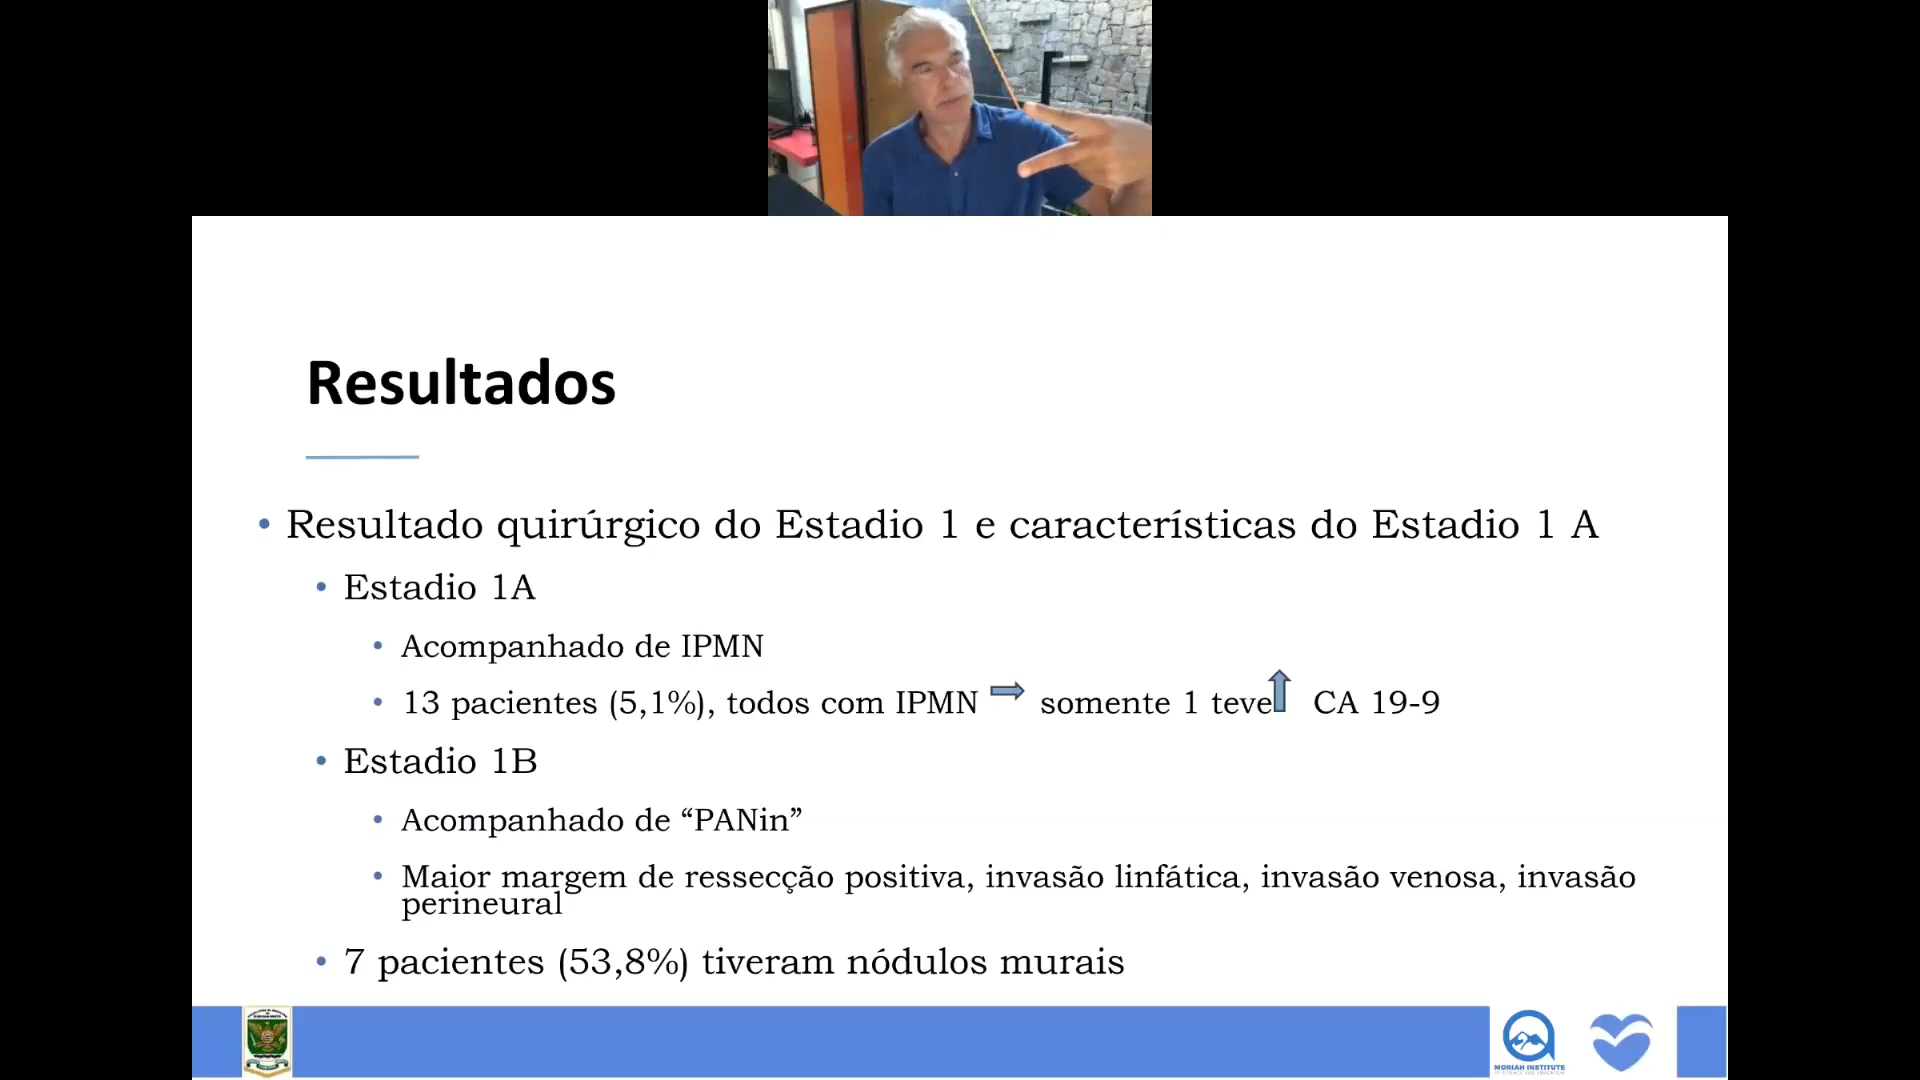 Resultados
• Resultado quirúrgico do Estadio 1 e características do Estadio 1 A
• Estadio 1A
• Acompanhado de IPMN
• 13 pacientes (5,1%), todos com IPMN somente 1 teve CA 19-9
• Estadio 1B
• Acompanhado de “PANin”
• Maior margem de ressecção positiva, invasão linfática, invasão venosa, invasão
perineural
• 7 pacientes (53,8%) tiveram nódulos murais
MORIAH INSTITUTE